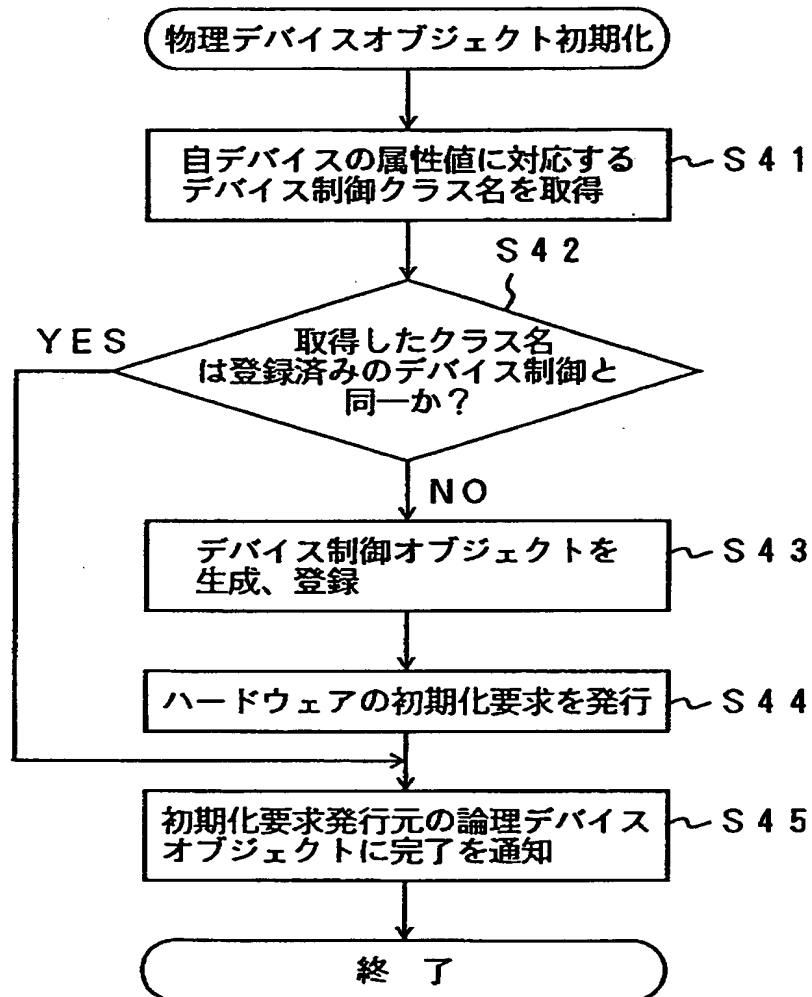 物理デバイスオブジェクト初期化
自デバイスの属性値に対応する
デバイス制御クラス名を取得
S41
S42
取得したクラス名
は登録済みのデバイス制御と
同一か？
YES
NO
デバイス制御オブジェクトを
生成、登録
S43
ハードウェアの初期化要求を発行
S44
初期化要求発行元の論理デバイス
オブジェクトに完了を通知
S45
終 了